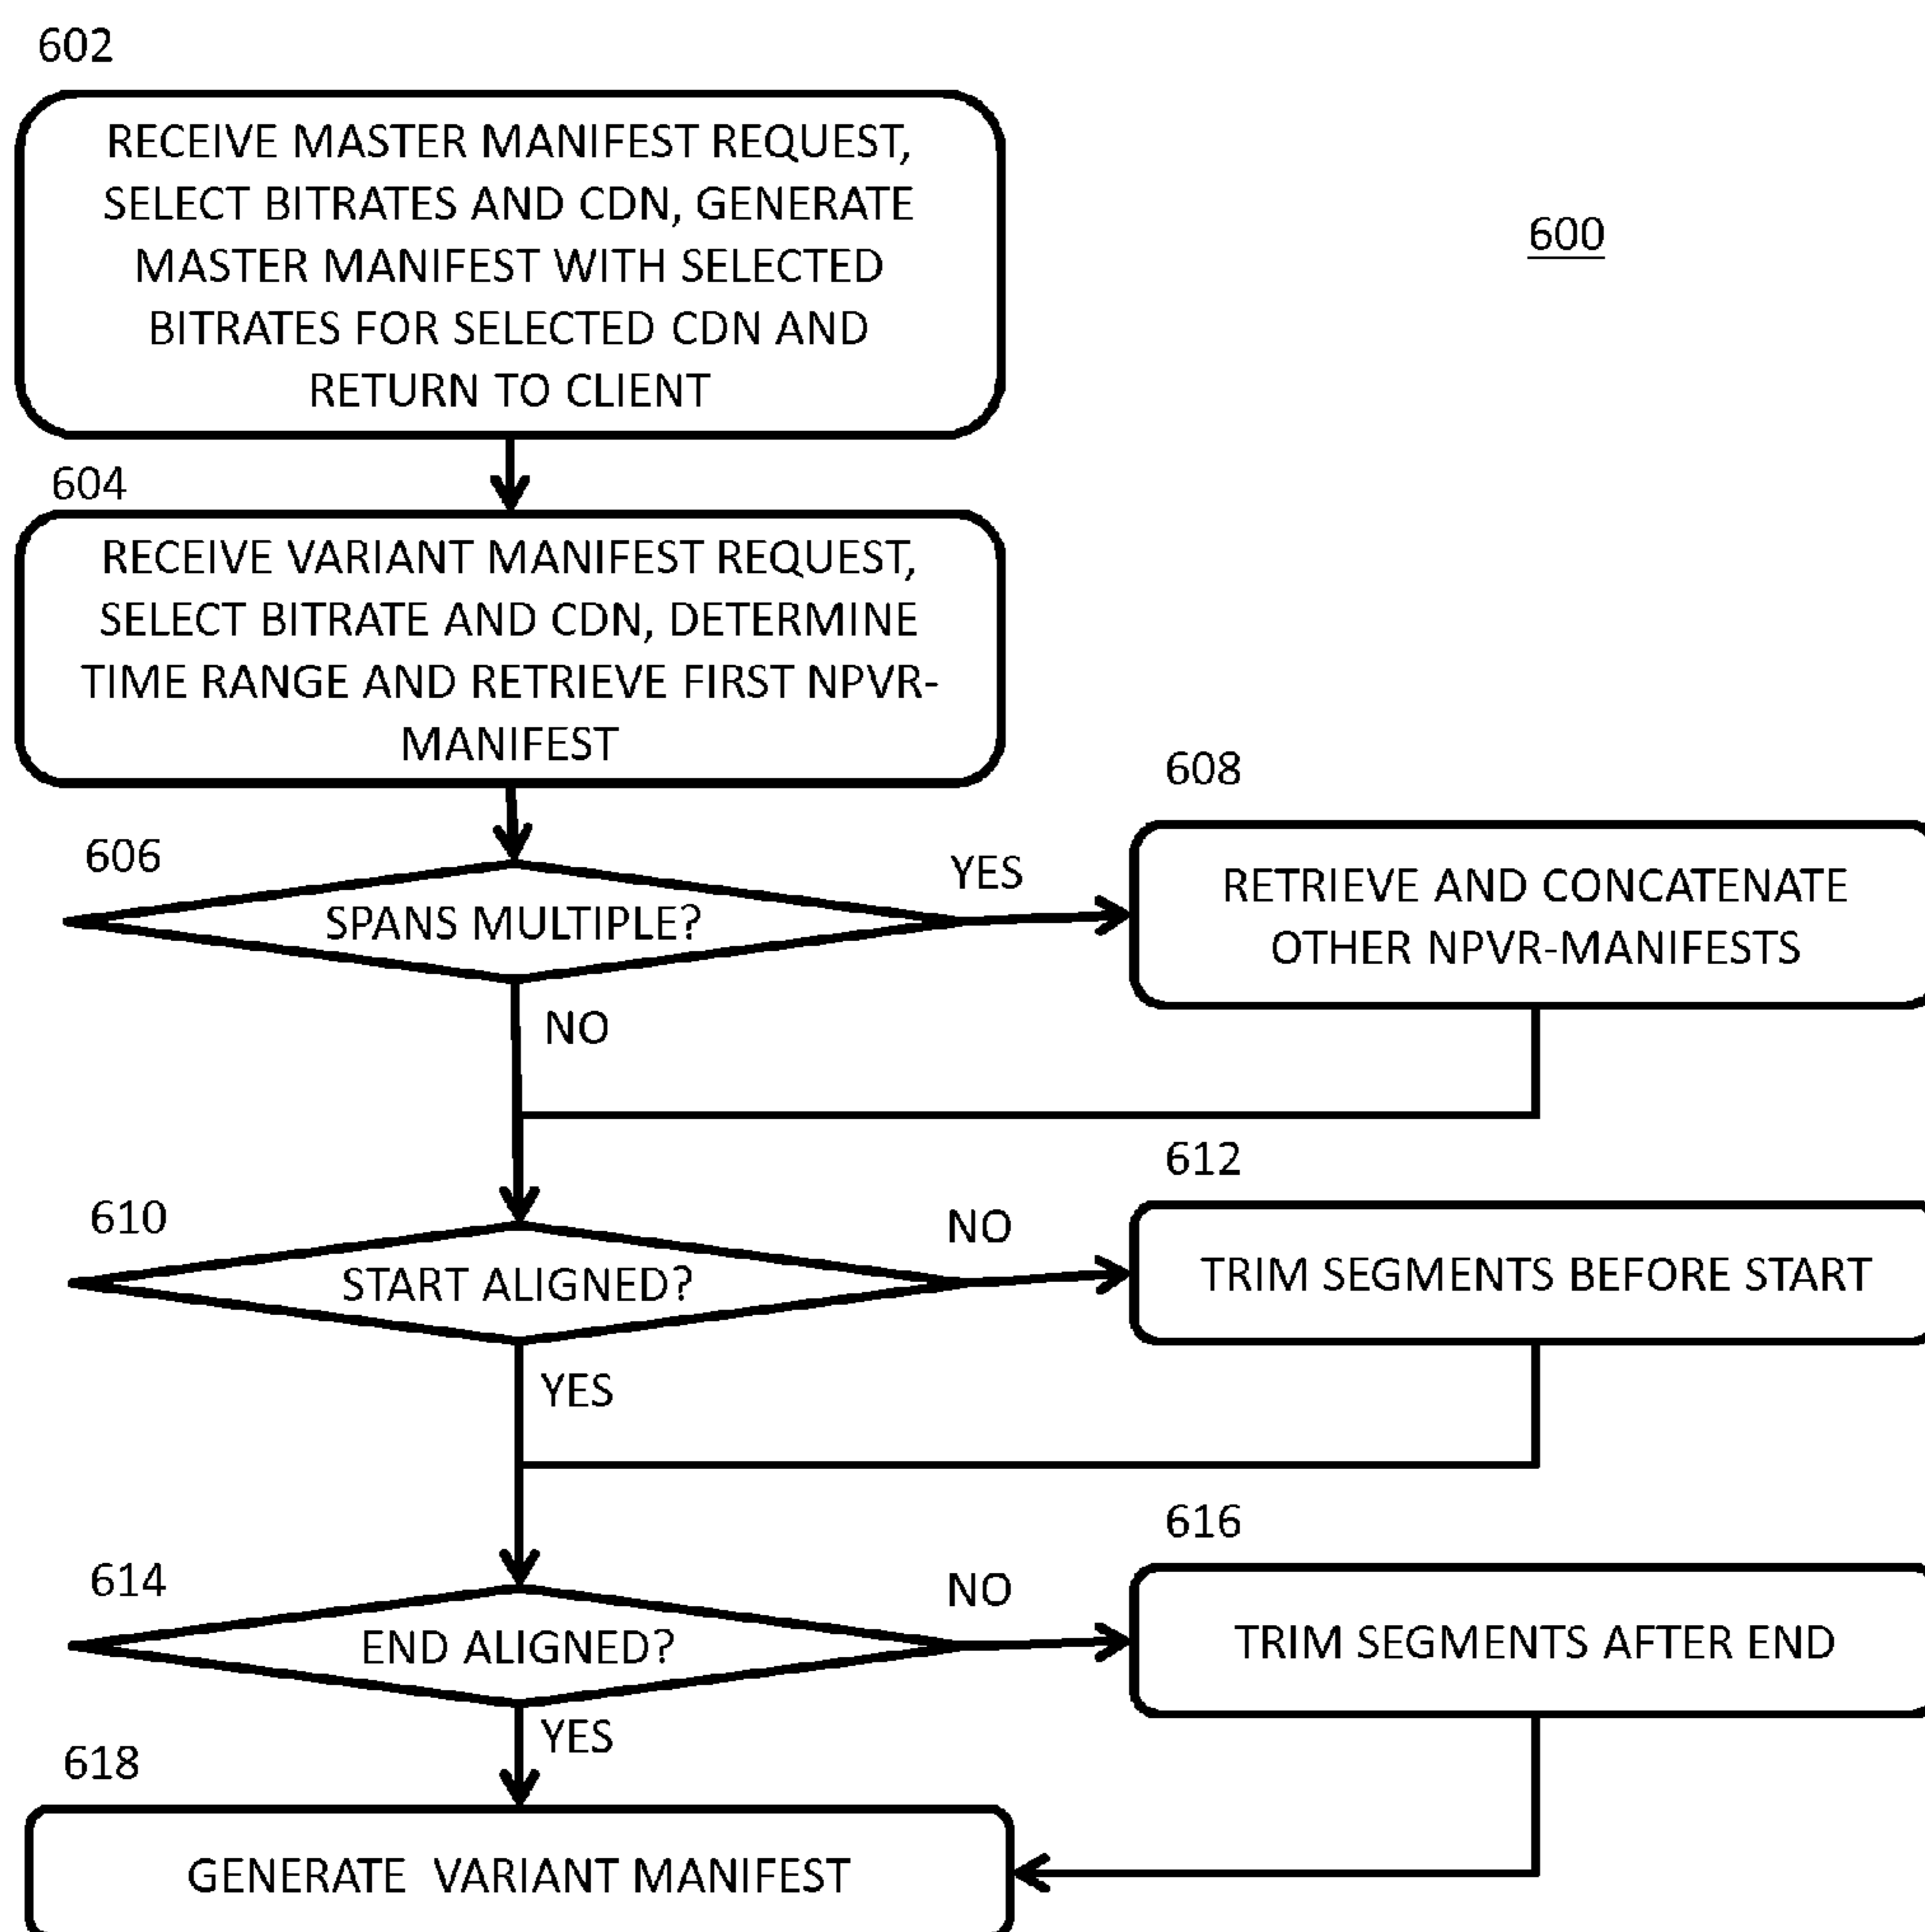 602
RECEIVE MASTER MANIFEST REQUEST,
SELECT BITRATES AND CDN, GENERATE
MASTER MANIFEST WITH SELECTED
BITRATES FOR SELECTED CDN AND
RETURN TO CLIENT
600
604
RECEIVE VARIANT MANIFEST REQUEST,
SELECT BITRATE AND CDN, DETERMINE
TIME RANGE AND RETRIEVE FIRST NPVR-
MANIFEST
606
SPANS MULTIPLE?
YES
608
RETRIEVE AND CONCATENATE
OTHER NPVR-MANIFESTS
NO
610
START ALIGNED?
NO
612
TRIM SEGMENTS BEFORE START
YES
614
END ALIGNED?
NO
616
TRIM SEGMENTS AFTER END
YES
618
GENERATE VARIANT MANIFEST